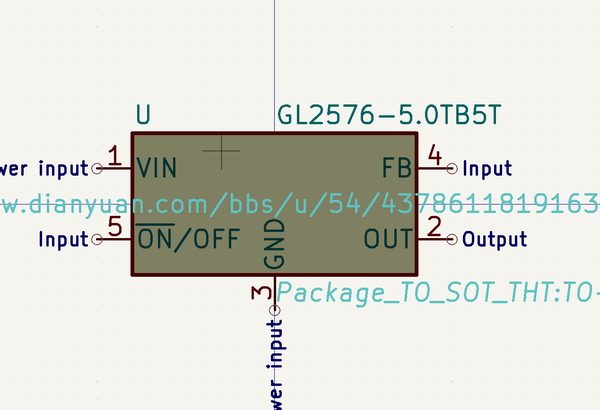 U GL2576-5.0TB5T
wer input 1 VIN FB 4 Input
w.dianyuan.com/bbs/u/54/4378611819163
Input 5 ON/OFF GND OUT 2 Output
3 Package_TO_SOT_THT:TO-
wer input